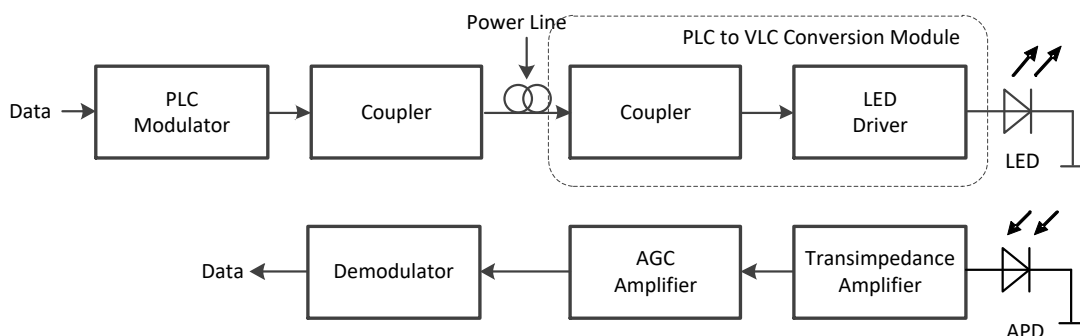 Power Line
PLC to VLC Conversion Module
Data
PLC
Modulator
Coupler
Coupler
LED
Driver
LED
Data
Demodulator
AGC
Amplifier
Transimpedance
Amplifier
APD